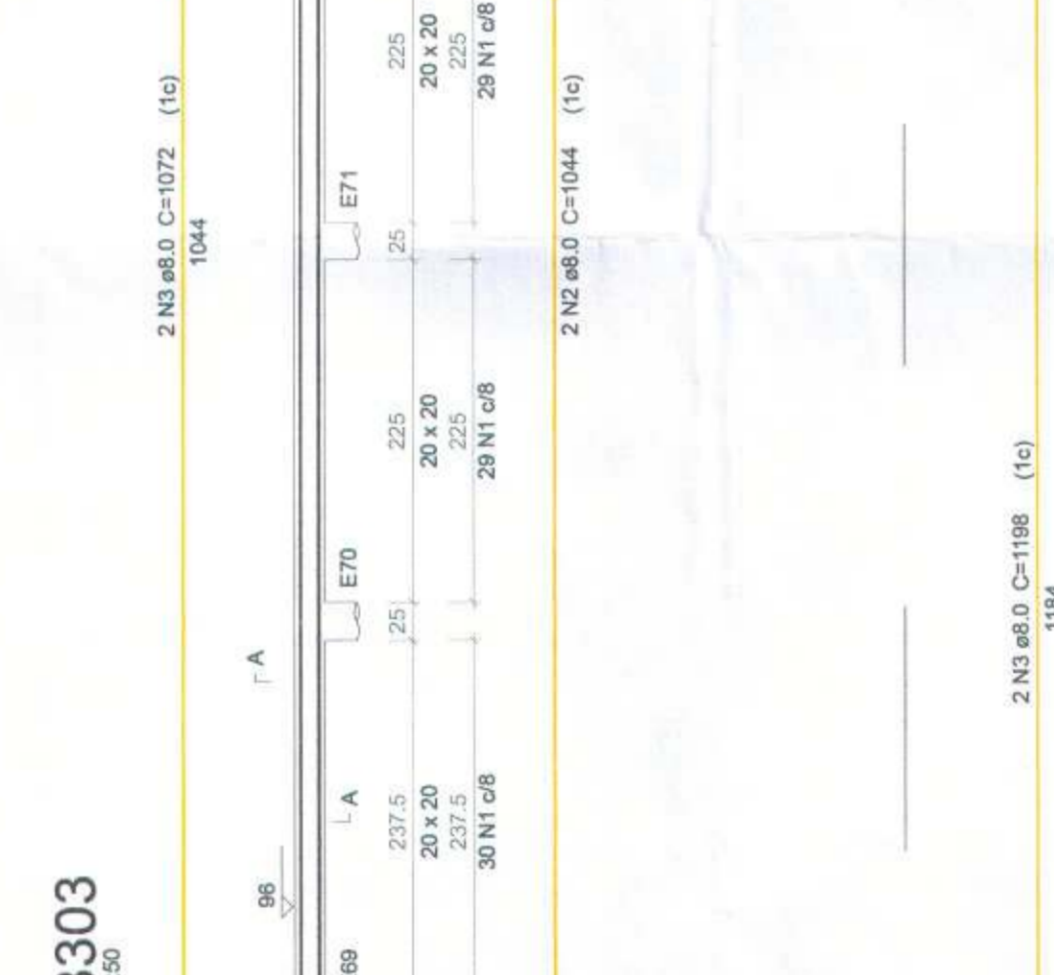 303
50
2 N3 ø8.0 C=1072 (1c)
1044
96
A
69
A
E70
E71
237.5
25
225
25
225
20 x 20
20 x 20
20 x 20
237.5
225
225
30 N1 c/8
29 N1 c/8
29 N1 c/8
2 N2 ø8.0 C=1044 (1c)
2 N3 ø8.0 C=1198 (1c)
1184